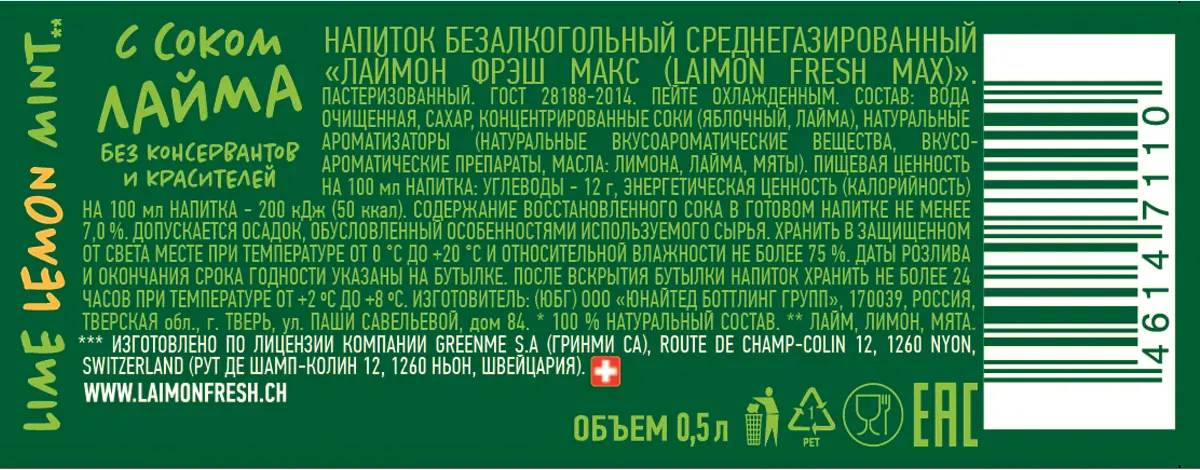 LIME LEMON MINT**
С СОКОМ
ЛАЙМА
БЕЗ КОНСЕРВАНТОВ
И КРАСИТЕЛЕЙ
НАПИТОК БЕЗАЛКОГОЛЬНЫЙ СРЕДНЕГАЗИРОВАННЫЙ
«ЛАЙМОН ФРЭШ МАКС (LAIMON FRESH MAX)».
ПАСТЕРИЗОВАННЫЙ. ГОСТ 28188-2014. ПЕЙТЕ ОХЛАЖДЕННЫМ. СОСТАВ: ВОДА
ОЧИЩЕННАЯ, САХАР, КОНЦЕНТРИРОВАННЫЕ СОКИ (ЯБЛОЧНЫЙ, ЛАЙМА), НАТУРАЛЬНЫЕ
АРОМАТИЗАТОРЫ (НАТУРАЛЬНЫЕ ВКУСОАРОМАТИЧЕСКИЕ ВЕЩЕСТВА, ВКУСО-
АРОМАТИЧЕСКИЕ ПРЕПАРАТЫ, МАСЛА: ЛИМОНА, ЛАЙМА, МЯТЫ). ПИЩЕВАЯ ЦЕННОСТЬ
НА 100 мл НАПИТКА: УГЛЕВОДЫ - 12 г, ЭНЕРГЕТИЧЕСКАЯ ЦЕННОСТЬ (КАЛОРИЙНОСТЬ)
НА 100 мл НАПИТКА - 200 кДж (50 ккал). СОДЕРЖАНИЕ ВОССТАНОВЛЕННОГО СОКА В ГОТОВОМ НАПИТКЕ НЕ МЕНЕЕ
7,0 %. ДОПУСКАЕТСЯ ОСАДОК, ОБУСЛОВЛЕННЫЙ ОСОБЕННОСТЯМИ ИСПОЛЬЗУЕМОГО СЫРЬЯ. ХРАНИТЬ В ЗАЩИЩЕННОМ
ОТ СВЕТА МЕСТЕ ПРИ ТЕМПЕРАТУРЕ ОТ 0 °С ДО +20 °С И ОТНОСИТЕЛЬНОЙ ВЛАЖНОСТИ НЕ БОЛЕЕ 75 %. ДАТЫ РОЗЛИВА
И ОКОНЧАНИЯ СРОКА ГОДНОСТИ УКАЗАНЫ НА БУТЫЛКЕ. ПОСЛЕ ВСКРЫТИЯ БУТЫЛКИ НАПИТОК ХРАНИТЬ НЕ БОЛЕЕ 24
ЧАСОВ ПРИ ТЕМПЕРАТУРЕ ОТ +2 ºС ДО +8 ºС. ИЗГОТОВИТЕЛЬ: (ЮБГ) ООО «ЮНАЙТЕД БОТТЛИНГ ГРУПП», 170039, РОССИЯ,
ТВЕРСКАЯ обл., г. ТВЕРЬ, ул. ПАШИ САВЕЛЬЕВОЙ, дом 84. * 100 % НАТУРАЛЬНЫЙ СОСТАВ. ** ЛАЙМ, ЛИМОН, МЯТА.
*** ИЗГОТОВЛЕНО ПО ЛИЦЕНЗИИ КОМПАНИИ GREENME S.A (ГРИНМИ СА), ROUTE DE CHAMP-COLIN 12, 1260 NYON,
SWITZERLAND (РУТ ДЕ ШАМП-КОЛИН 12, 1260 НЬОН, ШВЕЙЦАРИЯ).
WWW.LAIMONFRESH.CH
ОБЪЕМ 0,5 л
1
PET
EAC
46147110